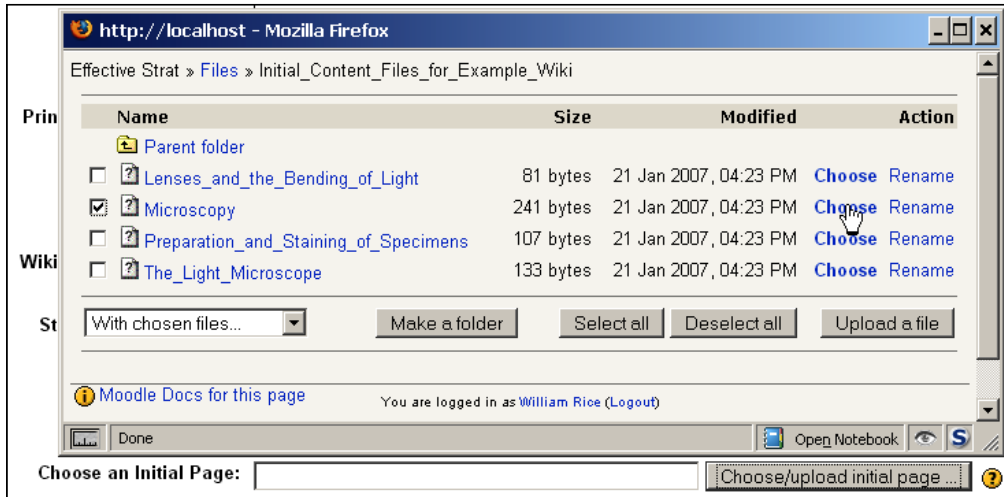 http://localhost - Mozilla Firefox
Effective Strat » Files » Initial_Content_Files_for_Example_Wiki
Prin
Name Size Modified Action
Parent folder
Lenses_and_the_Bending_of_Light 81 bytes 21 Jan 2007, 04:23 PM Choose Rename
Microscopy 241 bytes 21 Jan 2007, 04:23 PM Choose Rename
Preparation_and_Staining_of_Specimens 107 bytes 21 Jan 2007, 04:23 PM Choose Rename
Wiki
The_Light_Microscope 133 bytes 21 Jan 2007, 04:23 PM Choose Rename
St
With chosen files... Make a folder Select all Deselect all Upload a file
Moodle Docs for this page You are logged in as William Rice (Logout)
Done Open Notebook S
Choose an Initial Page: Choose/upload initial page ... ?